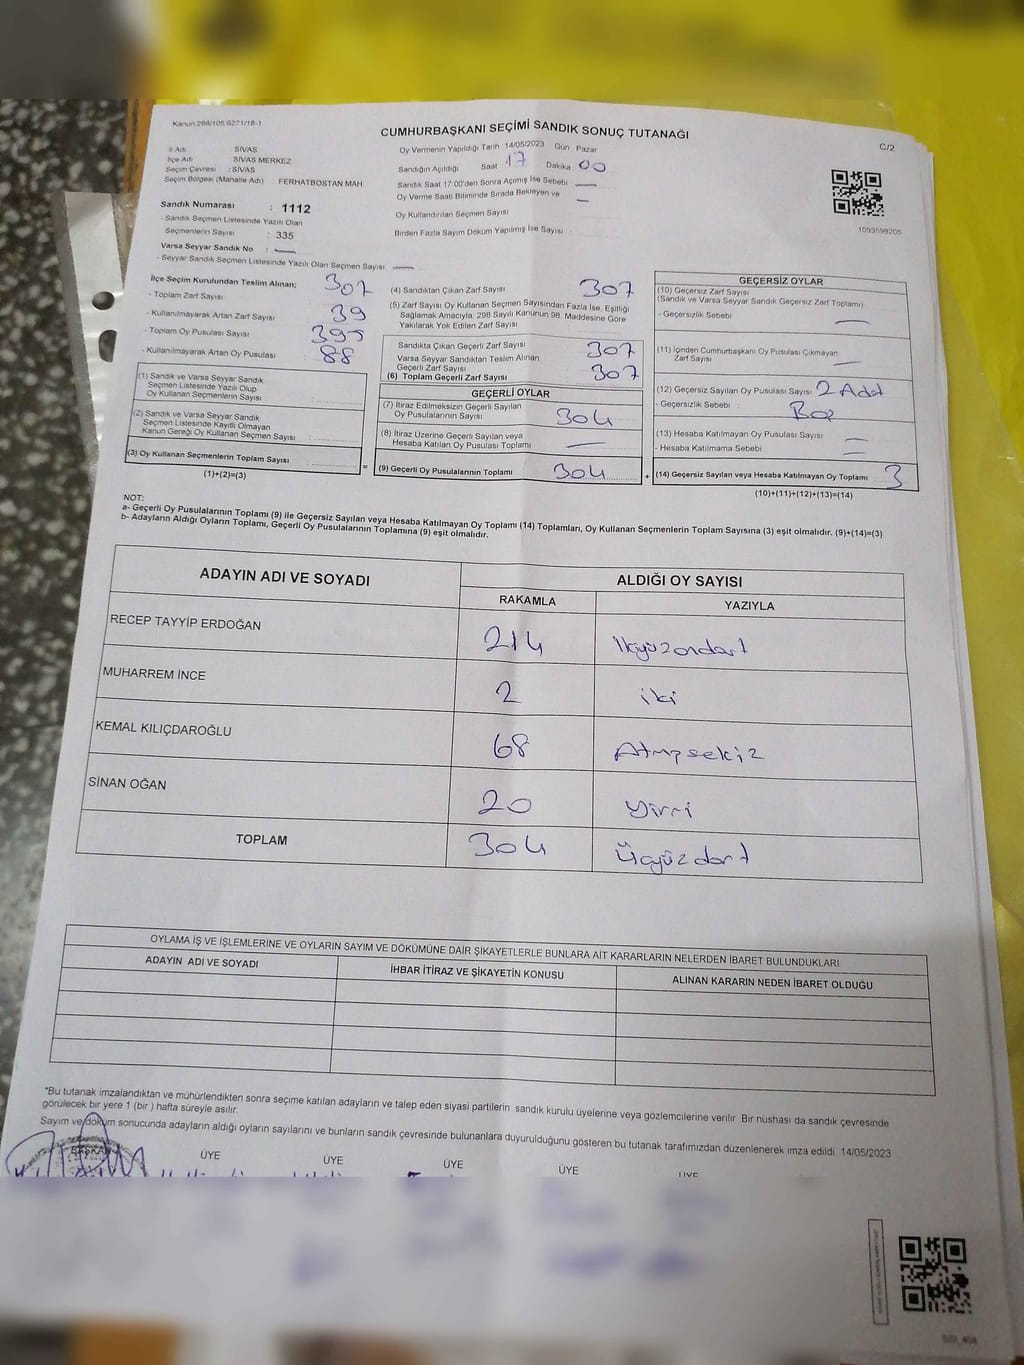 Kanun 298/105 6271/18-1
CUMHURBAŞKANI SEÇİMİ SANDIK SONUÇ TUTANAĞI
C/2
İl Adı SİVAS
İlçe Adı SİVAS MERKEZ
Seçim Çevresi : SİVAS
Seçim Bölgesi (Mahalle Adı) : FERHATBOSTAN MAH.
Oy Vermenin Yapıldığı Tarih 14/05/2023 Gün Pazar
Sandığın Açıldığı Saat 17 Dakika 00
Sandık Saat 17:00'den Sonra Açımış İse Sebebi —
Oy Verme Saati Bitiminde Sırada Bekleyen ve —
Oy Kullandırılan Seçmen Sayısı
Birden Fazla Sayım Döküm Yapılmış İse Sayısı
1093598205
Sandık Numarası : 1112
- Sandık Seçmen Listesinde Yazılı Olan
Seçmenlerin Sayısı : 335
Varsa Seyyar Sandık No : —
- Seyyar Sandık Seçmen Listesinde Yazılı Olan Seçmen Sayısı —
İlçe Seçim Kurulundan Teslim Alınan;
- Toplam Zarf Sayısı 307
- Kullanılmayarak Artan Zarf Sayısı 39
- Toplam Oy Pusulası Sayısı 395
- Kullanılmayarak Artan Oy Pusulası 88
(1) Sandık ve Varsa Seyyar Sandık
Seçmen Listesinde Yazılı Olup
Oy Kullanan Seçmenlerin Sayısı :
(2) Sandık ve Varsa Seyyar Sandık
Seçmen Listesinde Kayıtlı Olmayan
Kanun Gereği Oy Kullanan Seçmen Sayısı :
(3) Oy Kullanan Seçmenlerin Toplam Sayısı :
(1)+(2)=(3)
(4) Sandıktan Çıkan Zarf Sayısı 307
(5) Zarf Sayısı Oy Kullanan Seçmen Sayısından Fazla İse, Eşitliği
Sağlamak Amacıyla; 298 Sayılı Kanunun 98. Maddesine Göre
Yakılarak Yok Edilen Zarf Sayısı
Sandıkta Çıkan Geçerli Zarf Sayısı 307
Varsa Seyyar Sandıktan Teslim Alınan
Geçerli Zarf Sayısı
(6) Toplam Geçerli Zarf Sayısı 307
GEÇERLİ OYLAR
(7) İtiraz Edilmeksizin Geçerli Sayılan
Oy Pusulalarının Sayısı 304
(8) İtiraz Üzerine Geçerli Sayılan veya
Hesaba Katılan Oy Pusulası Toplamı —
= (9) Geçerli Oy Pusulalarının Toplamı 304
GEÇERSİZ OYLAR
(10) Geçersiz Zarf Sayısı
(Sandık ve Varsa Seyyar Sandık Geçersiz Zarf Toplamı)
- Geçersizlik Sebebi —
(11) İçinden Cumhurbaşkanı Oy Pusulası Çıkmayan
Zarf Sayısı —
(12) Geçersiz Sayılan Oy Pusulası Sayısı 2 Adet
- Geçersizlik Sebebi : Boş
(13) Hesaba Katılmayan Oy Pusulası Sayısı —
- Hesaba Katılmama Sebebi —
+ (14) Geçersiz Sayılan veya Hesaba Katılmayan Oy Toplamı 3
(10)+(11)+(12)+(13)=(14)
NOT:
a- Geçerli Oy Pusulalarının Toplamı (9) ile Geçersiz Sayılan veya Hesaba Katılmayan Oy Toplamı (14) Toplamları, Oy Kullanan Seçmenlerin Toplam Sayısına (3) eşit olmalıdır. (9)+(14)=(3)
b- Adayların Aldığı Oyların Toplamı, Geçerli Oy Pusulalarının Toplamına (9) eşit olmalıdır.
ADAYIN ADI VE SOYADI ALDIĞI OY SAYISI
RAKAMLA YAZIYLA
RECEP TAYYİP ERDOĞAN 214 ikiyüzondört
MUHARREM İNCE 2 iki
KEMAL KILIÇDAROĞLU 68 Atmışsekiz
SİNAN OĞAN 20 yirmi
TOPLAM 304 Üçyüzdört
OYLAMA İŞ VE İŞLEMLERİNE VE OYLARIN SAYIM VE DÖKÜMÜNE DAİR ŞİKAYETLERLE BUNLARA AİT KARARLARIN NELERDEN İBARET BULUNDUKLARI
ADAYIN ADI VE SOYADI İHBAR İTİRAZ VE ŞİKAYETİN KONUSU ALINAN KARARIN NEDEN İBARET OLDUĞU
*Bu tutanak imzalandıktan ve mühürlendikten sonra seçime katılan adayların ve talep eden siyasi partilerin sandık kurulu üyelerine veya gözlemcilerine verilir. Bir nüshası da sandık çevresinde
görülecek bir yere 1 (bir) hafta süreyle asılır.
Sayım ve döküm sonucunda adayların aldığı oyların sayılarını ve bunların sandık çevresinde bulunanlara duyurulduğunu gösteren bu tutanak tarafımızdan düzenlenerek imza edildi. 14/05/2023
BAŞKAN ÜYE ÜYE ÜYE ÜYE ÜYE